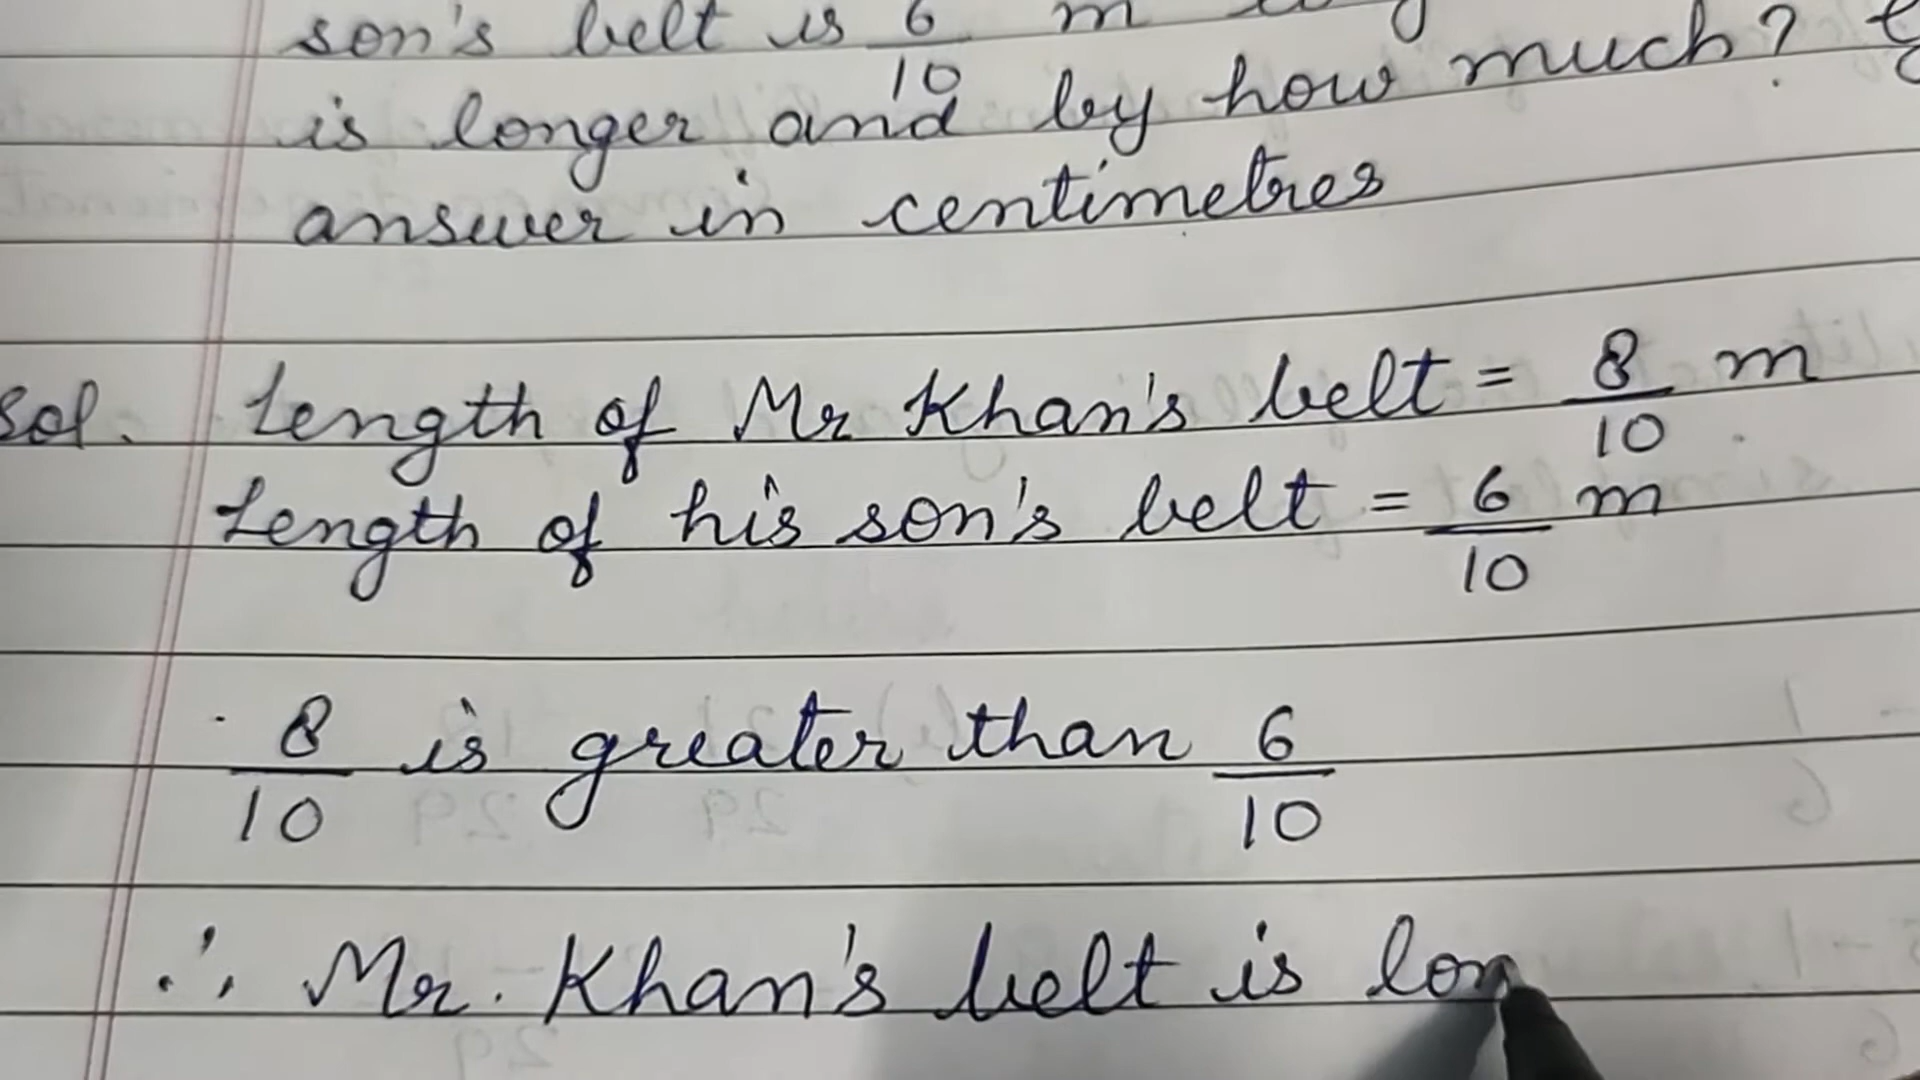 son's belt is 6/10 m
is longer and by how much?
answer in centimetres
Sol. Length of Mr Khan's belt = 8/10 m
Length of his son's belt = 6/10 m
8/10 is greater than 6/10
∴ Mr. Khan's belt is lon